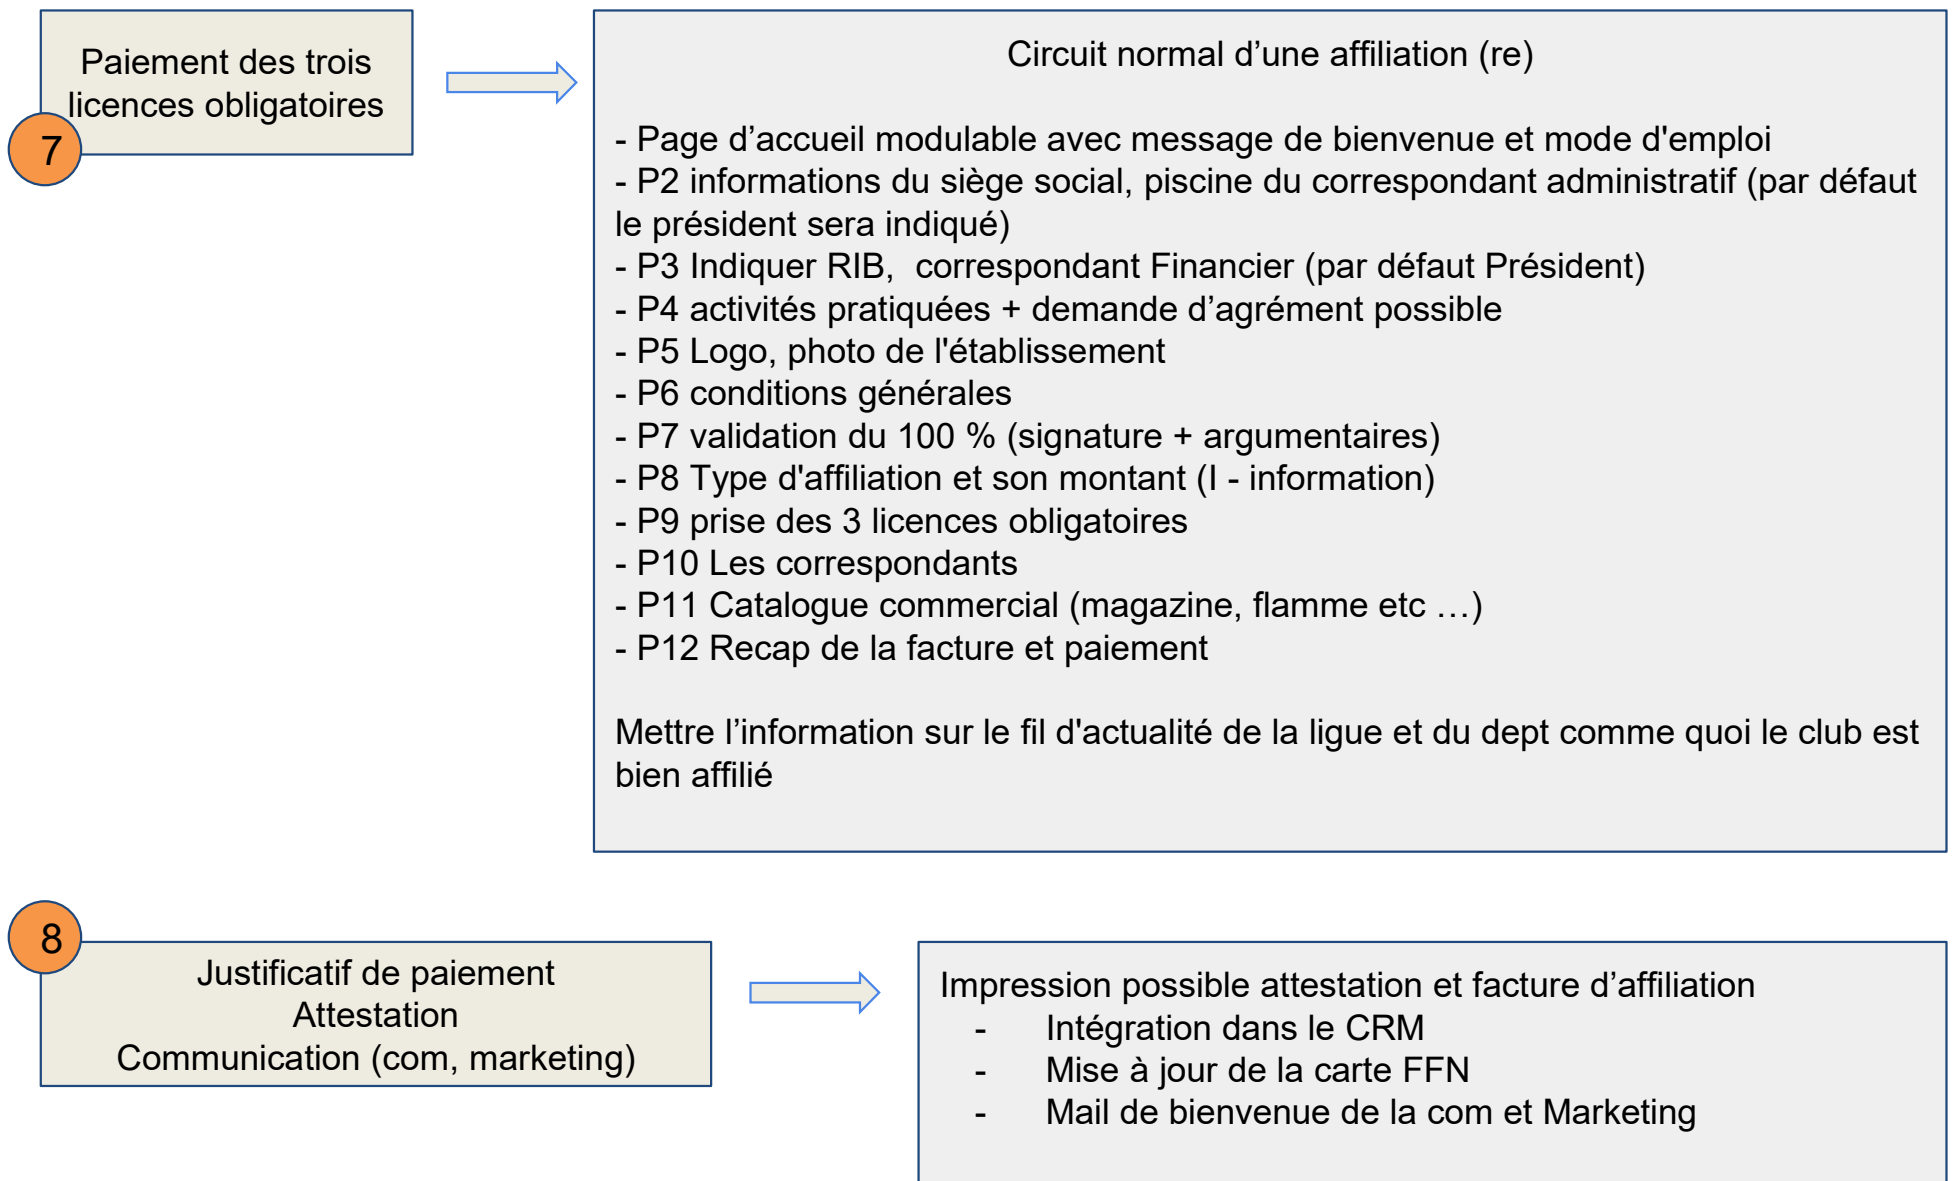 Paiement des trois
licences obligatoires
7
Circuit normal d’une affiliation (re)
- Page d’accueil modulable avec message de bienvenue et mode d'emploi
- P2 informations du siège social, piscine du correspondant administratif (par défaut
le président sera indiqué)
- P3 Indiquer RIB,  correspondant Financier (par défaut Président)
- P4 activités pratiquées + demande d’agrément possible
- P5 Logo, photo de l'établissement
- P6 conditions générales
- P7 validation du 100 % (signature + argumentaires)
- P8 Type d'affiliation et son montant (I - information)
- P9 prise des 3 licences obligatoires
- P10 Les correspondants
- P11 Catalogue commercial (magazine, flamme etc …)
- P12 Recap de la facture et paiement
Mettre l’information sur le fil d'actualité de la ligue et du dept comme quoi le club est
bien affilié
8
Justificatif de paiement
Attestation
Communication (com, marketing)
Impression possible attestation et facture d’affiliation
- Intégration dans le CRM
- Mise à jour de la carte FFN
- Mail de bienvenue de la com et Marketing